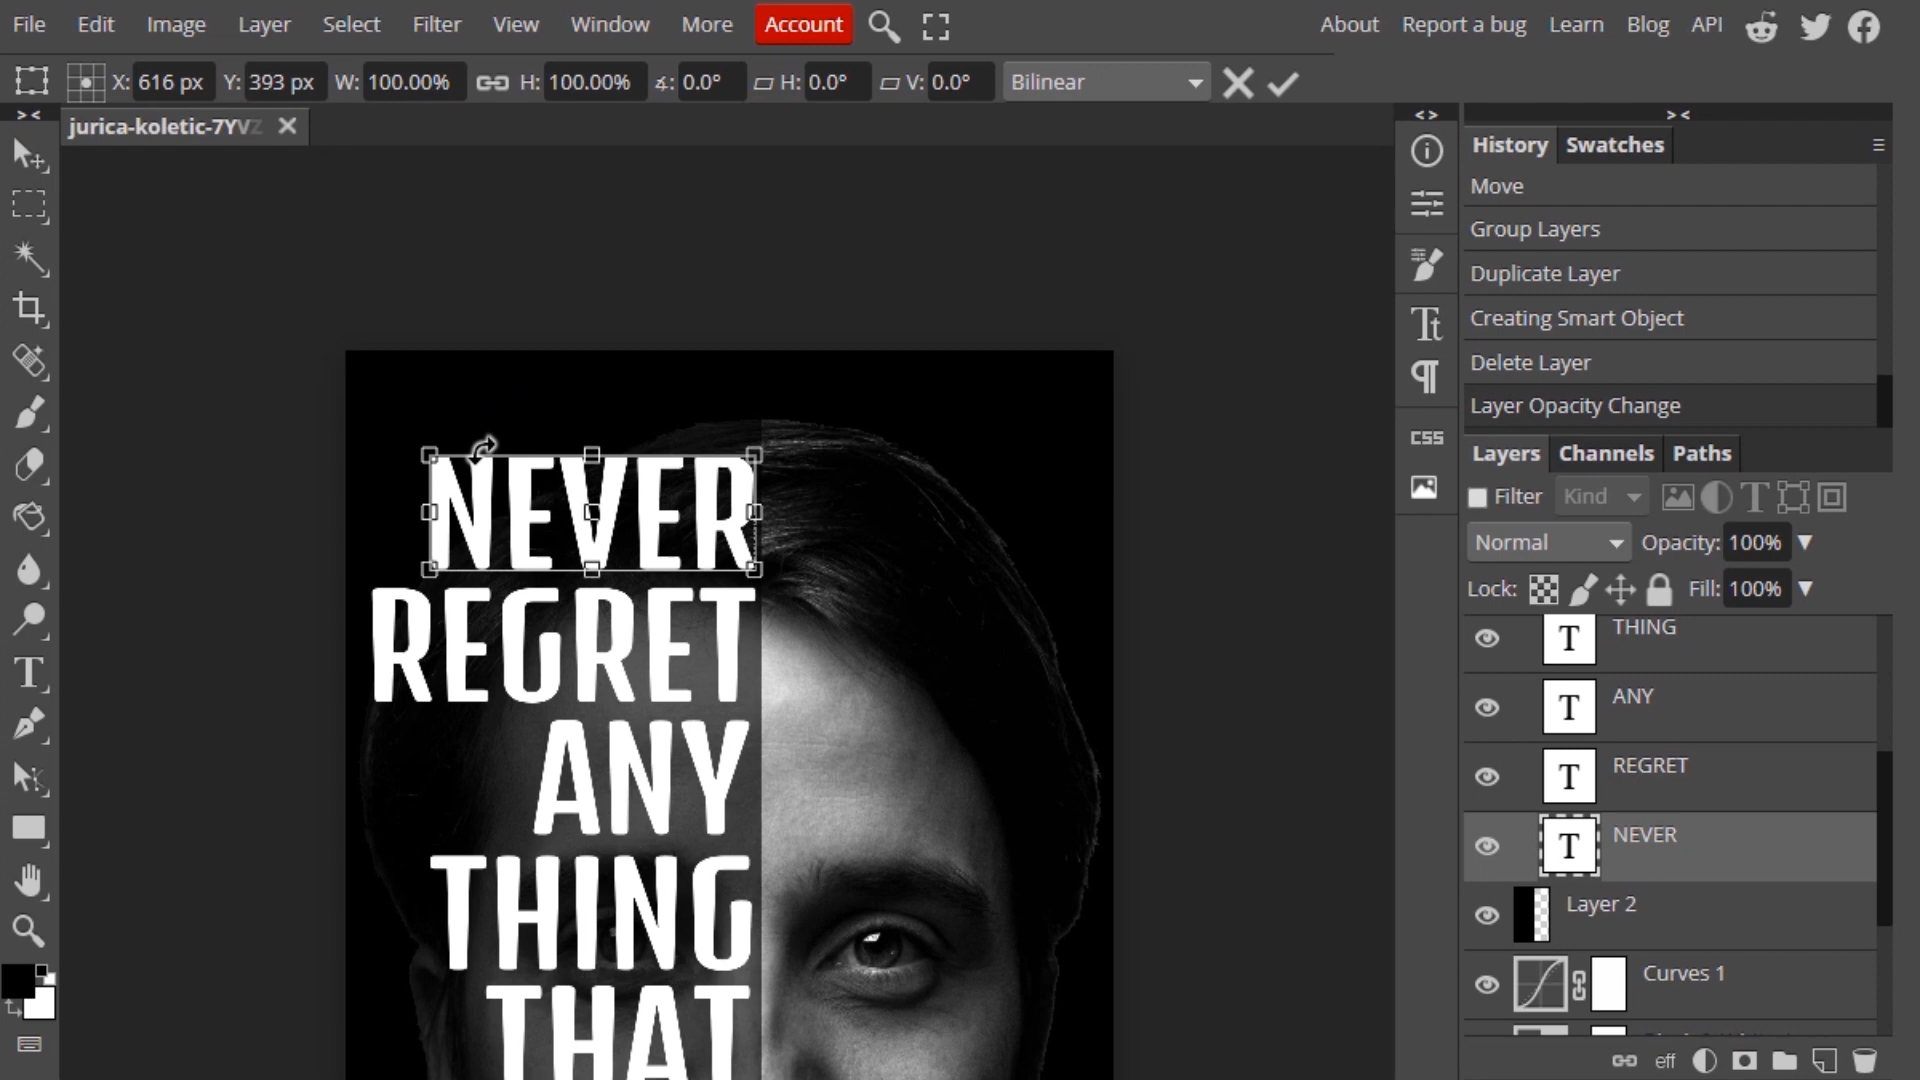 File Edit Image Layer Select Filter View Window More Account About Report a bug Learn Blog API
X: 616 px Y: 393 px W: 100.00% H: 100.00% 0.0° H: 0.0° V: 0.0° Bilinear
jurica-koletic-7YVZ
History Swatches
Move
Group Layers
Duplicate Layer
Creating Smart Object
Delete Layer
Layer Opacity Change
Layers Channels Paths
Filter Kind
Normal Opacity: 100%
Lock: Fill: 100%
THING
ANY
REGRET
NEVER
Layer 2
Curves 1
eff
CSS
NEVER
REGRET
ANY
THING
THAT